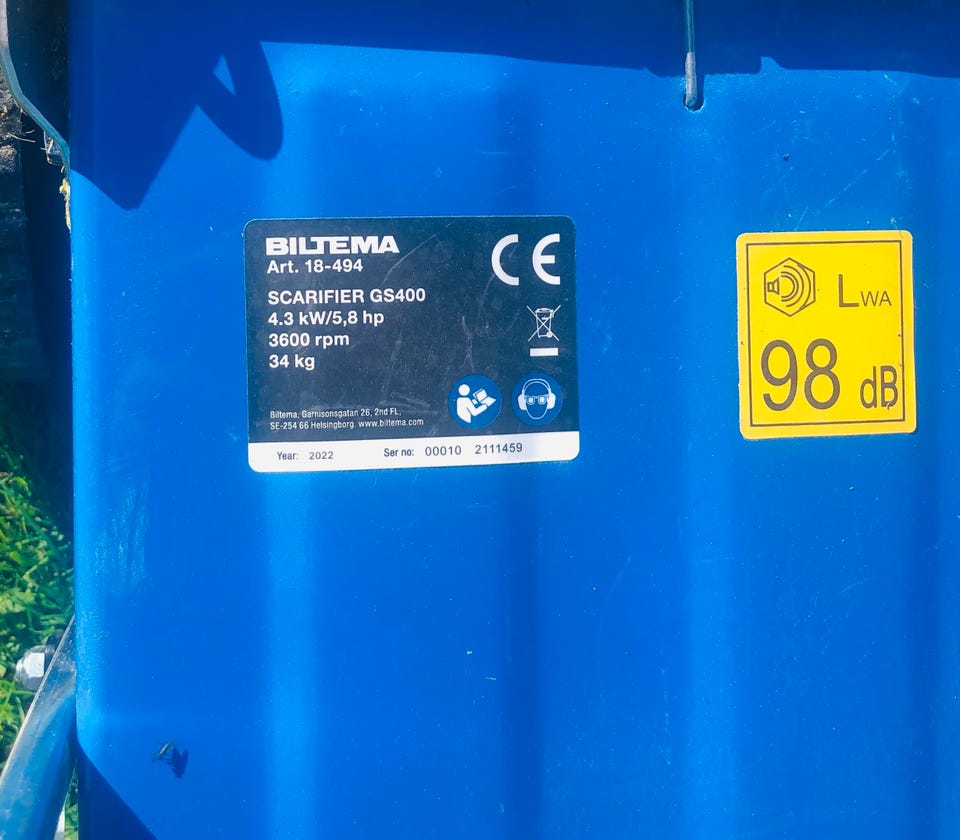 BILTEMA
Art. 18-494
SCARIFIER GS400
4.3 kW/5,8 hp
3600 rpm
34 kg
Biltema, Garnisonsgatan 26, 2nd FL,
SE-254 66 Helsingborg. www.biltema.com
Year: 2022 Ser no: 00010 2111459
CE
LWA
98 dB